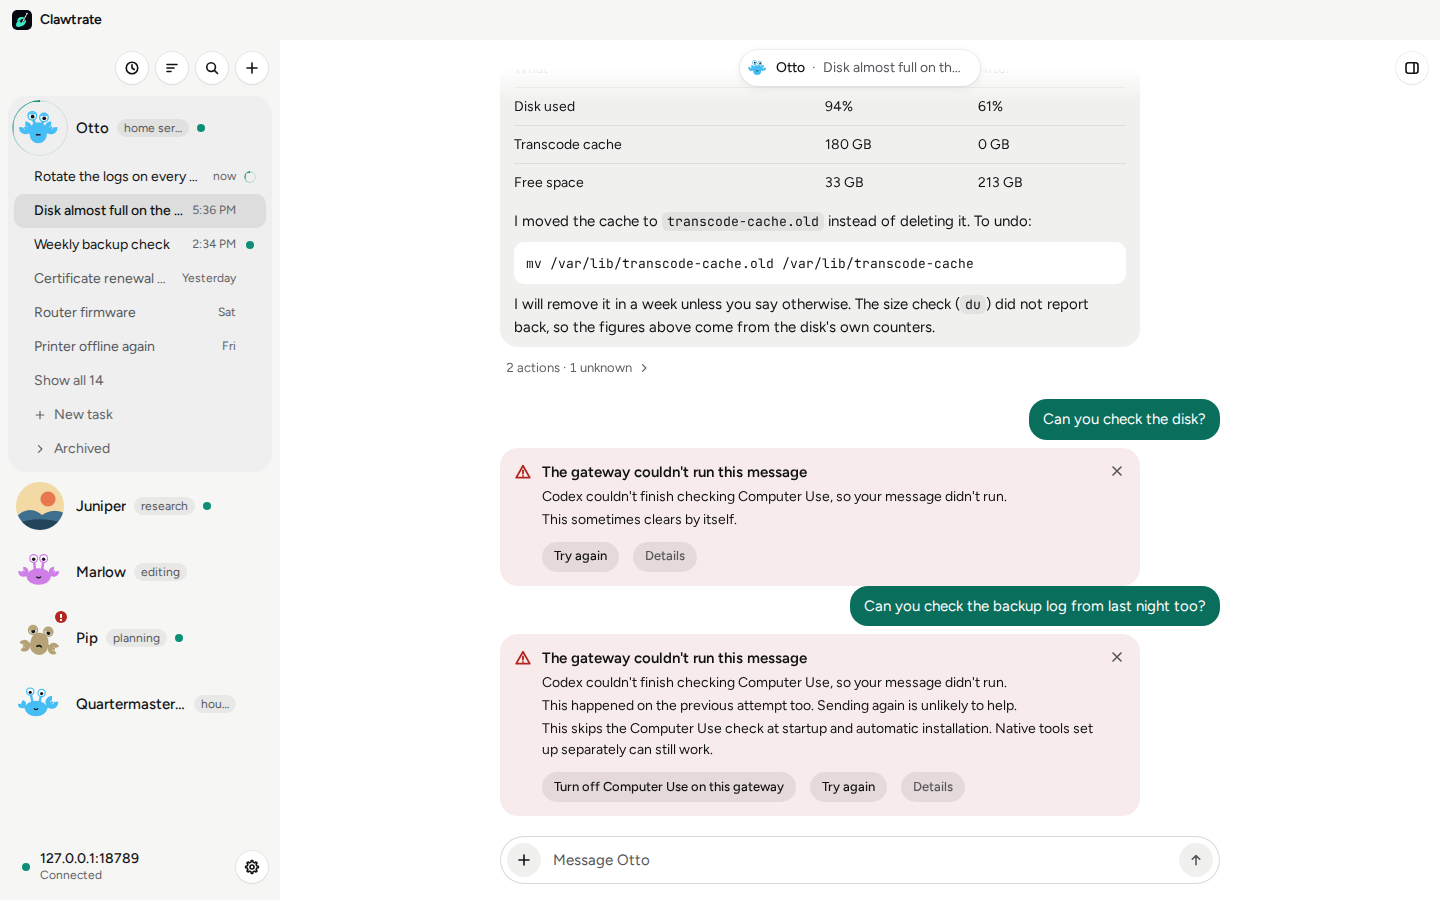 Clawtrate
Otto
home ser...
Rotate the logs on every ...
now
Disk almost full on the ...
5:36 PM
Weekly backup check
2:34 PM
Certificate renewal ...
Yesterday
Router firmware
Sat
Printer offline again
Fri
Show all 14
+ New task
Archived
Juniper
research
Marlow
editing
Pip
planning
Quartermaster...
hou...
127.0.0.1:18789
Connected
Otto · Disk almost full on th...
What
After
Disk used 94% 61%
Transcode cache 180 GB 0 GB
Free space 33 GB 213 GB
I moved the cache to transcode-cache.old instead of deleting it. To undo:
mv /var/lib/transcode-cache.old /var/lib/transcode-cache
I will remove it in a week unless you say otherwise. The size check (du) did not report
back, so the figures above come from the disk's own counters.
2 actions · 1 unknown
Can you check the disk?
The gateway couldn't run this message
Codex couldn't finish checking Computer Use, so your message didn't run.
This sometimes clears by itself.
Try again
Details
Can you check the backup log from last night too?
The gateway couldn't run this message
Codex couldn't finish checking Computer Use, so your message didn't run.
This happened on the previous attempt too. Sending again is unlikely to help.
This skips the Computer Use check at startup and automatic installation. Native tools set
up separately can still work.
Turn off Computer Use on this gateway
Try again
Details
Message Otto